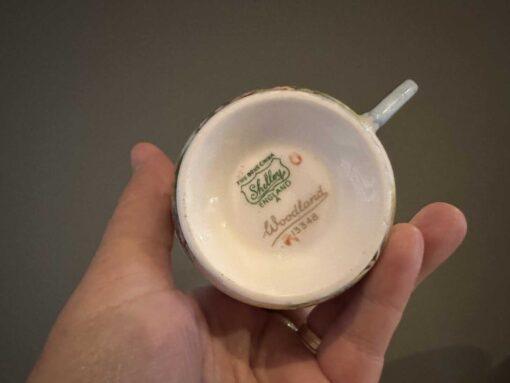 FINE BONE CHINA
Shelley
ENGLAND
Woodland
13348